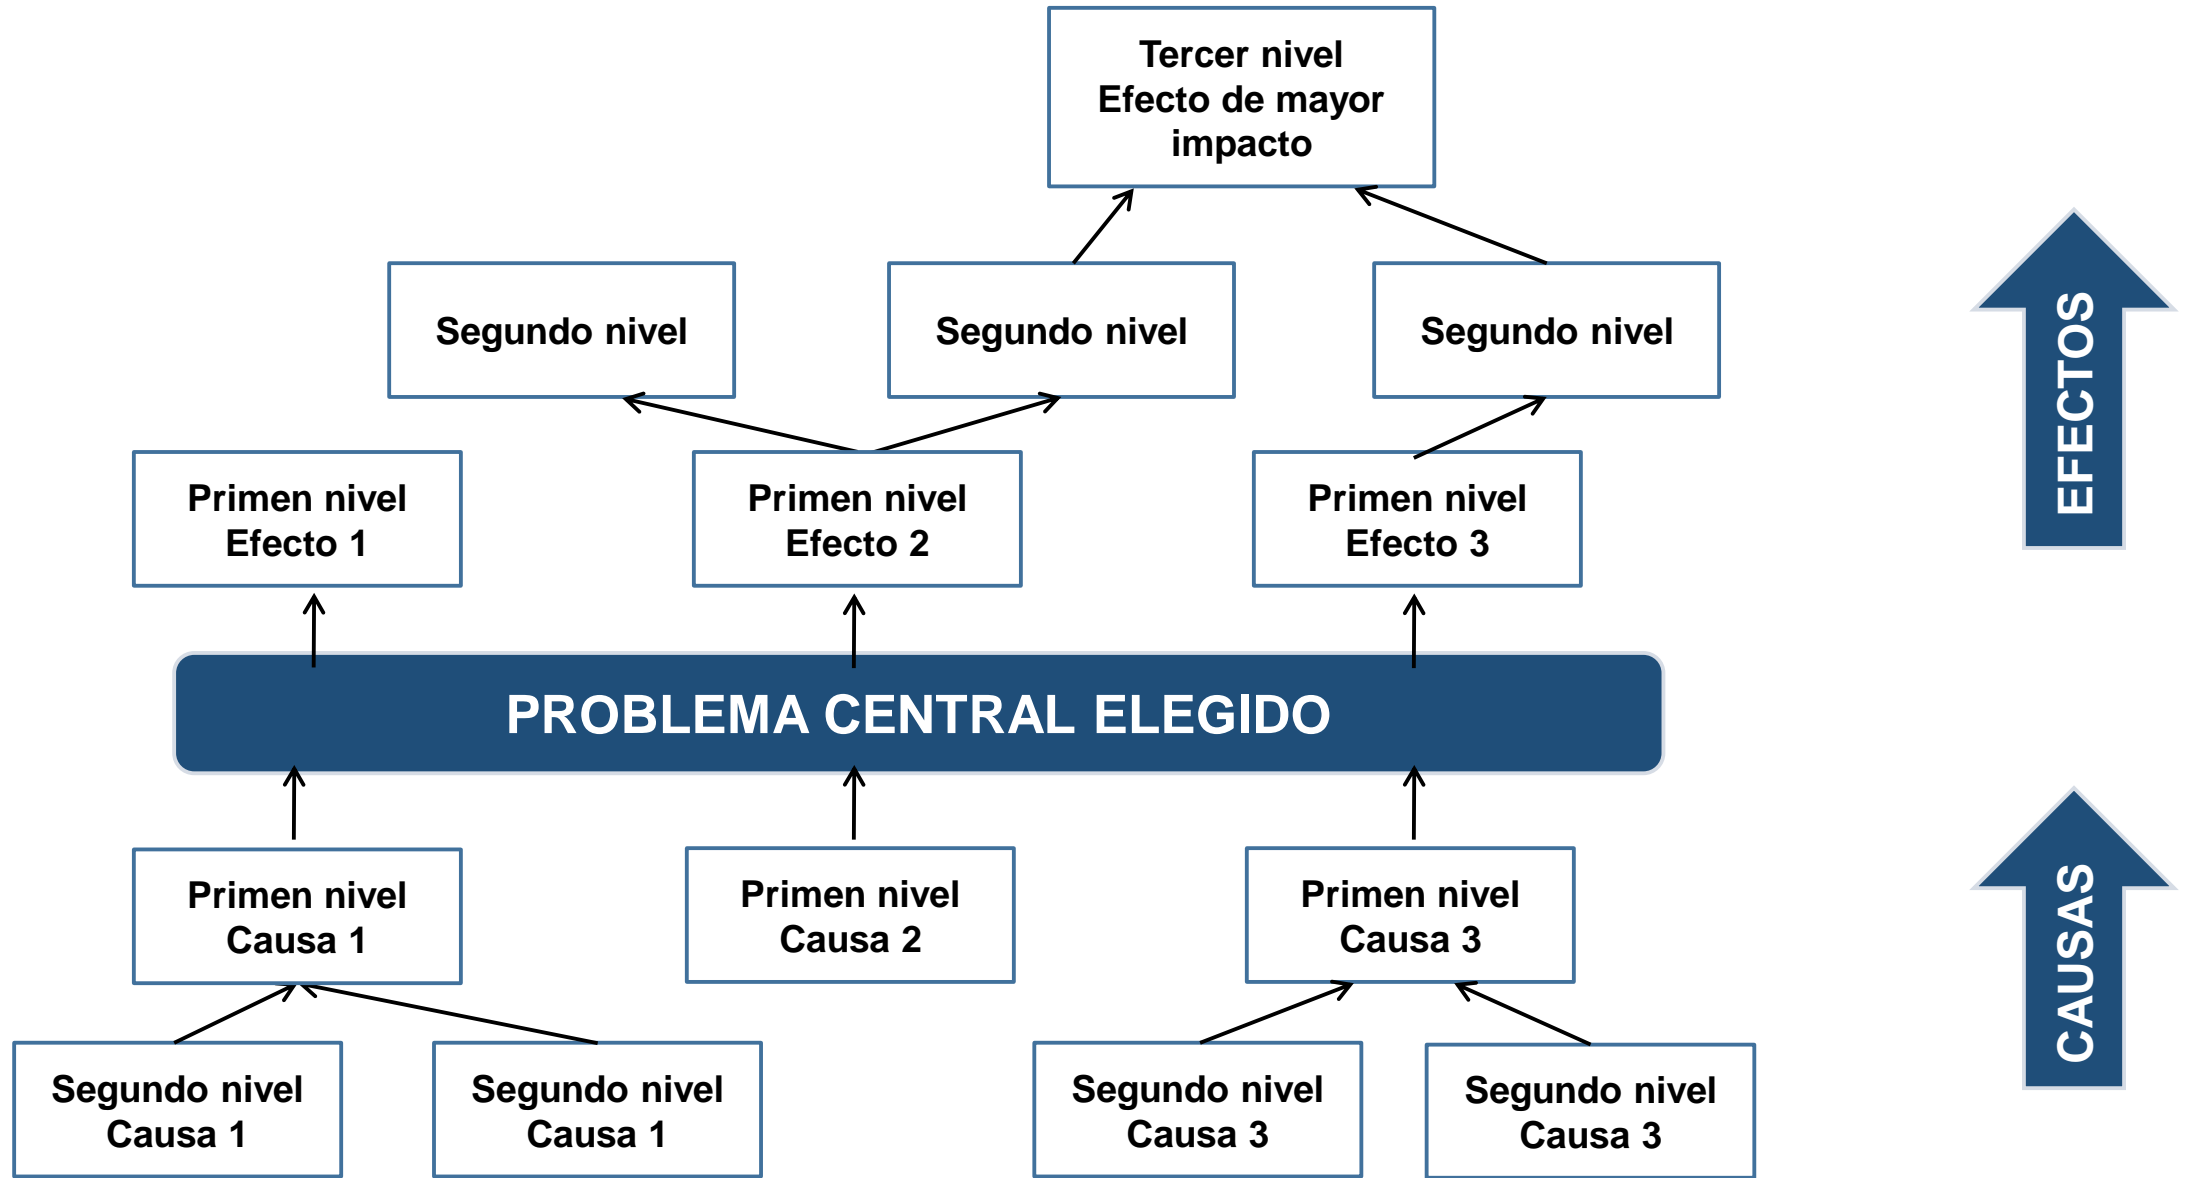 Tercer nivel
Efecto de mayor
impacto
Segundo nivel
Segundo nivel
Segundo nivel
EFECTOS
Primen nivel
Efecto 1
Primen nivel
Efecto 2
Primen nivel
Efecto 3
PROBLEMA CENTRAL ELEGIDO
Primen nivel
Causa 1
Primen nivel
Causa 2
Primen nivel
Causa 3
CAUSAS
Segundo nivel
Causa 1
Segundo nivel
Causa 1
Segundo nivel
Causa 3
Segundo nivel
Causa 3